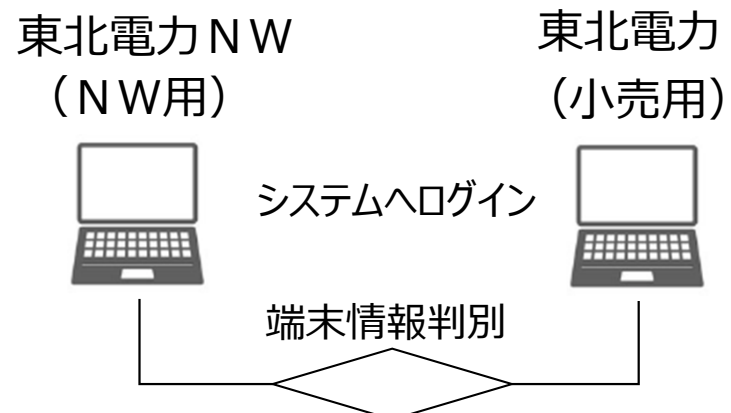 東北電力ＮＷ
（ＮＷ用）
東北電力
（小売用）
システムへログイン
端末情報判別